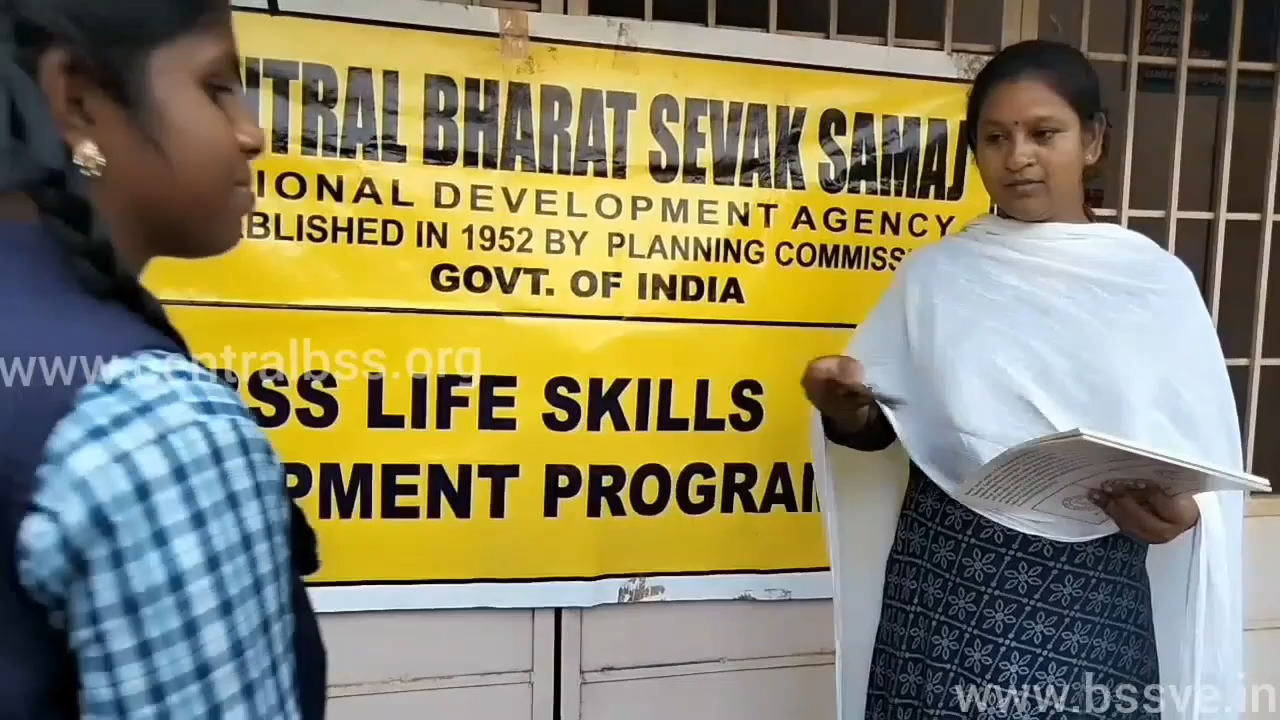 NTRAL BHARAT SEVAK SAMAJ
IONAL DEVELOPMENT AGENCY
BLISHED IN 1952 BY PLANNING COMMISS
GOVT. OF INDIA
www.centralbss.org
SS LIFE SKILLS
PMENT PROGRAM
www.bssve.in